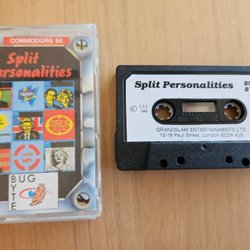 COMMODORE 64
Split
Personalities
BUG
BYTE
Split Personalities
GRANDSLAM ENTERTAINMENTS LTD
12-18 Paul Street, London EC2A 4JS